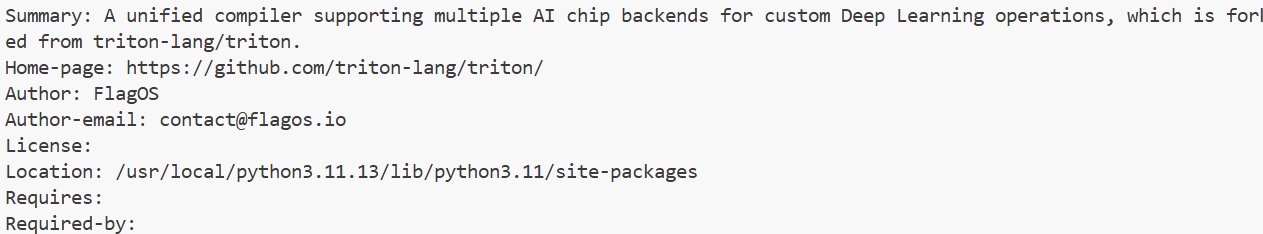 Summary: A unified compiler supporting multiple AI chip backends for custom Deep Learning operations, which is fork
ed from triton-lang/triton.
Home-page: https://github.com/triton-lang/triton/
Author: FlagOS
Author-email: contact@flagos.io
License:
Location: /usr/local/python3.11.13/lib/python3.11/site-packages
Requires:
Required-by: